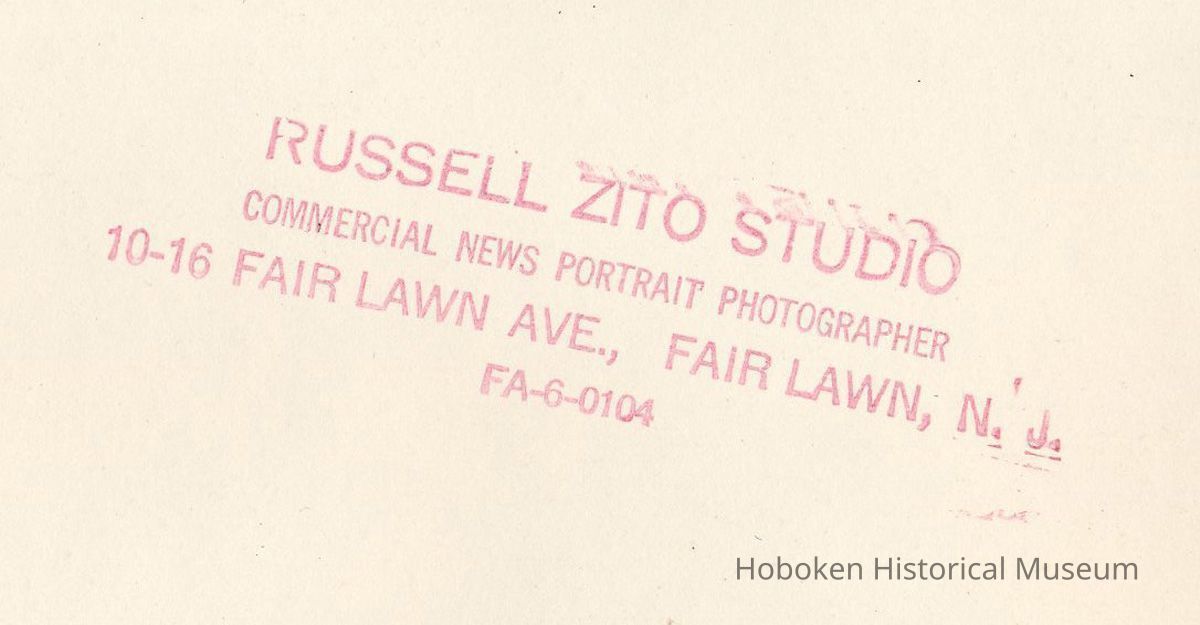 RUSSELL ZITO STUDIO
COMMERCIAL NEWS PORTRAIT PHOTOGRAPHER
10-16 FAIR LAWN AVE., FAIR LAWN, N. J.
FA-6-0104
Hoboken Historical Museum